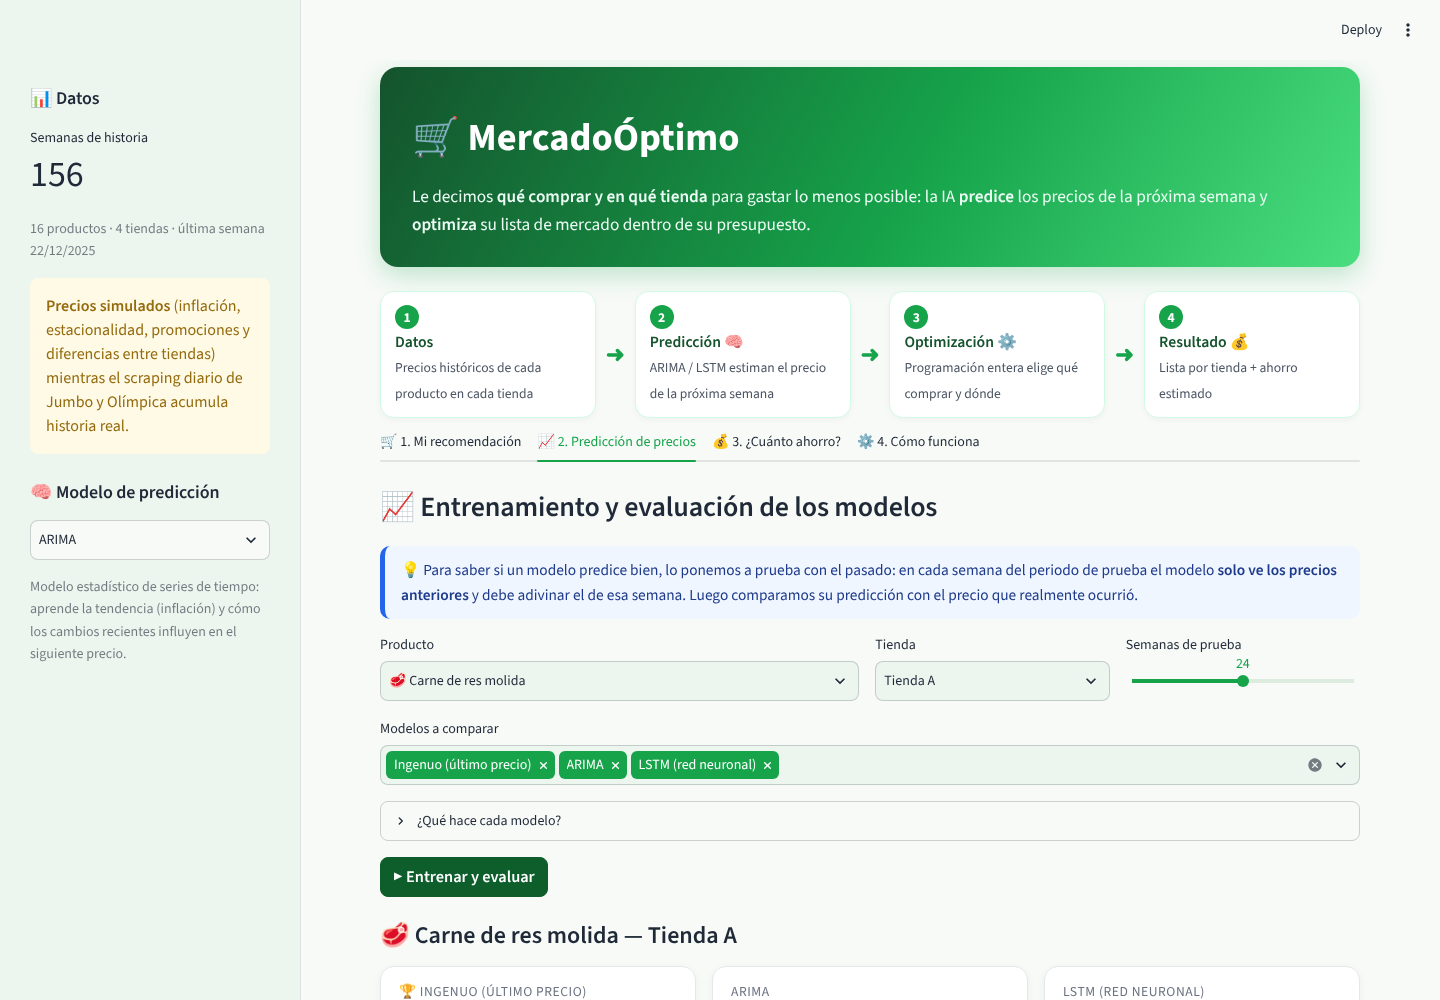 Deploy
📊 Datos
Semanas de historia
156
16 productos · 4 tiendas · última semana
22/12/2025
Precios simulados (inflación,
estacionalidad, promociones y
diferencias entre tiendas)
mientras el scraping diario de
Jumbo y Olímpica acumula
historia real.
🧠 Modelo de predicción
ARIMA
Modelo estadístico de series de tiempo:
aprende la tendencia (inflación) y cómo
los cambios recientes influyen en el
siguiente precio.
🛒 MercadoÓptimo
Le decimos qué comprar y en qué tienda para gastar lo menos posible: la IA predice los precios de la próxima semana y
optimiza su lista de mercado dentro de su presupuesto.
1
Datos
Precios históricos de cada
producto en cada tienda
➜
2
Predicción 🧠
ARIMA / LSTM estiman el precio
de la próxima semana
➜
3
Optimización ⚙️
Programación entera elige qué
comprar y dónde
➜
4
Resultado 💰
Lista por tienda + ahorro
estimado
🛒 1. Mi recomendación 📈 2. Predicción de precios 💰 3. ¿Cuánto ahorro? ⚙️ 4. Cómo funciona
📈 Entrenamiento y evaluación de los modelos
💡 Para saber si un modelo predice bien, lo ponemos a prueba con el pasado: en cada semana del periodo de prueba el modelo solo ve los precios
anteriores y debe adivinar el de esa semana. Luego comparamos su predicción con el precio que realmente ocurrió.
Producto
🥩 Carne de res molida
Tienda
Tienda A
Semanas de prueba
24
Modelos a comparar
Ingenuo (último precio) ARIMA LSTM (red neuronal)
¿Qué hace cada modelo?
▶ Entrenar y evaluar
🥩 Carne de res molida — Tienda A
🏆 INGENUO (ÚLTIMO PRECIO)
ARIMA
LSTM (RED NEURONAL)